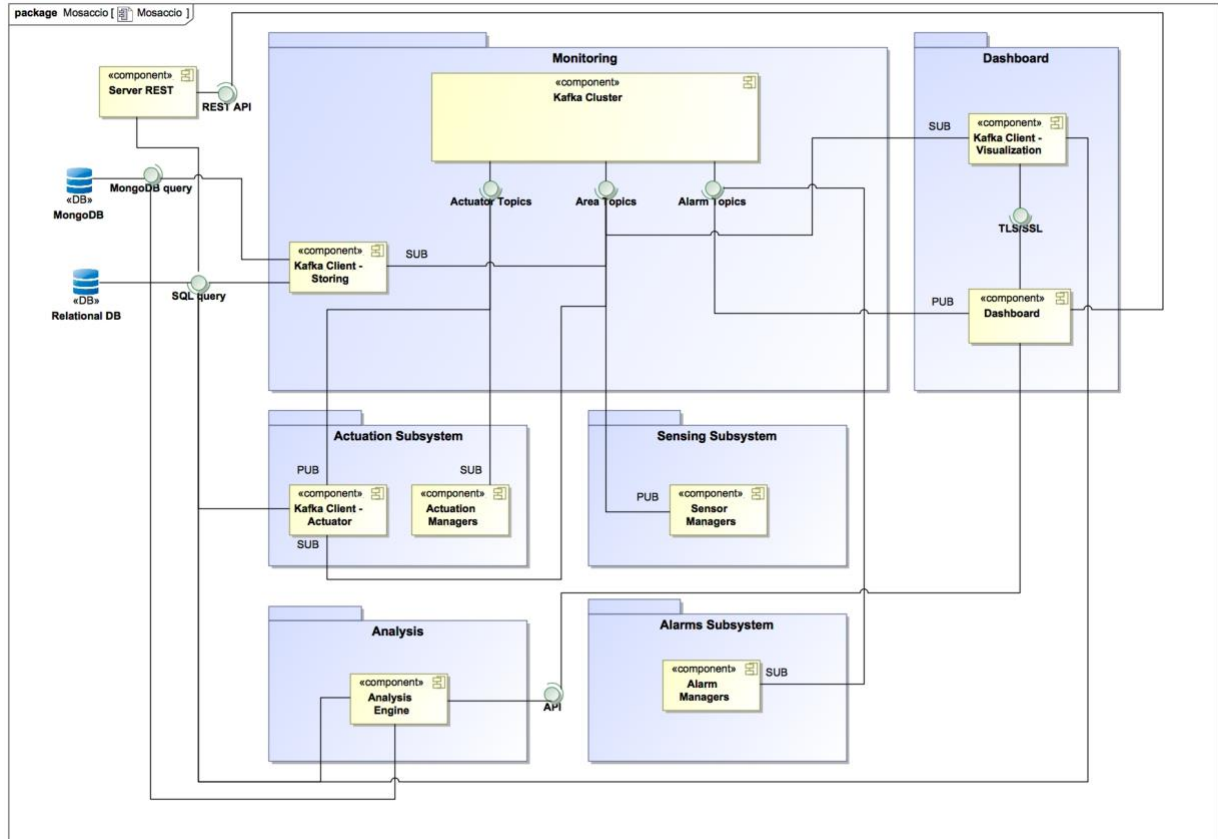 package Mosaccio [ Mosaccio ]
Monitoring
Dashboard
«component»
Server REST
REST API
«component»
Kafka Cluster
SUB
«component»
Kafka Client -
Visualization
MongoDB query
«DB»
MongoDB
Actuator Topics
Area Topics
Alarm Topics
TLS/SSL
«component»
Kafka Client -
Storing
SUB
SQL query
«DB»
Relational DB
PUB
«component»
Dashboard
Actuation Subsystem
Sensing Subsystem
PUB
SUB
«component»
Kafka Client -
Actuator
SUB
«component»
Actuation
Managers
PUB
«component»
Sensor
Managers
Analysis
Alarms Subsystem
«component»
Analysis
Engine
API
«component»
Alarm
Managers
SUB